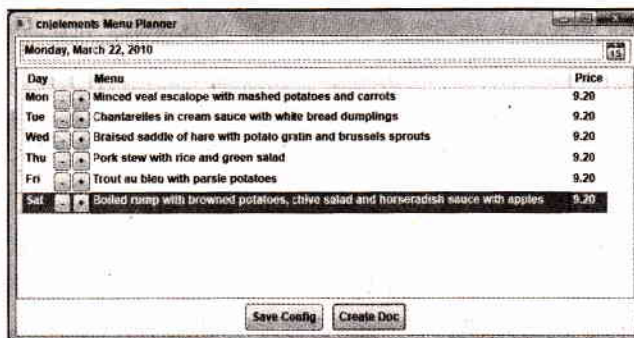 cnjelements Menu Planner
Monday, March 22, 2010
15
Day Menu Price
Mon - + Minced veal escalope with mashed potatoes and carrots 9.20
Tue - + Chantarelles in cream sauce with white bread dumplings 9.20
Wed - + Braised saddle of hare with potato gratin and brussels sprouts 9.20
Thu - + Pork stew with rice and green salad 9.20
Fri - + Trout au bleu with parsle potatoes 9.20
Sat - + Boiled rump with browned potatoes, chive salad and horseradish sauce with apples 9.20
Save Config Create Doc